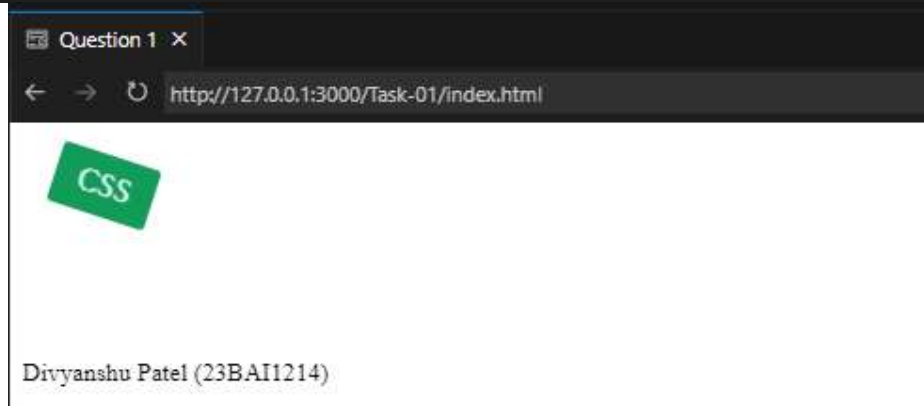 Question 1
http://127.0.0.1:3000/Task-01/index.html
CSS
Divyanshu Patel (23BAI1214)